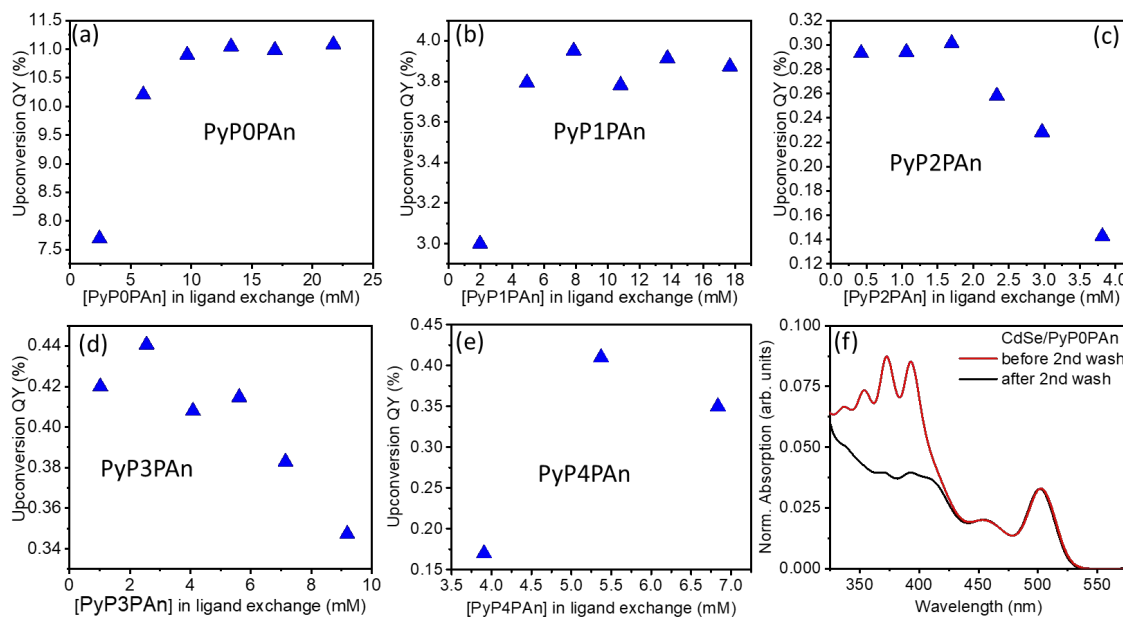 (a)
11.5
11.0
10.5
10.0
9.5
9.0
8.5
8.0
7.5
Upconversion QY (%)
PyP0PAn
0 5 10 15 20 25
[PyP0PAn] in ligand exchange (mM)
(b)
4.0
3.8
3.6
3.4
3.2
3.0
Upconversion QY (%)
PyP1PAn
0 2 4 6 8 10 12 14 16 18
[PyP1PAn] in ligand exchange (mM)
(c)
0.32
0.30
0.28
0.26
0.24
0.22
0.20
0.18
0.16
0.14
0.12
Upconversion QY (%)
PyP2PAn
0.0 0.5 1.0 1.5 2.0 2.5 3.0 3.5 4.0
[PyP2PAn] in ligand exchange (mM)
(d)
0.44
0.42
0.40
0.38
0.36
0.34
Upconversion QY (%)
PyP3PAn
0 2 4 6 8 10
[PyP3PAn] in ligand exchange (mM)
(e)
0.45
0.40
0.35
0.30
0.25
0.20
0.15
Upconversion QY (%)
PyP4PAn
3.5 4.0 4.5 5.0 5.5 6.0 6.5 7.0
[PyP4PAn] in ligand exchange (mM)
(f)
0.100
0.075
0.050
0.025
0.000
Norm. Absorption (arb. units)
CdSe/PyP0PAn
before 2nd wash
after 2nd wash
350 400 450 500 550
Wavelength (nm)